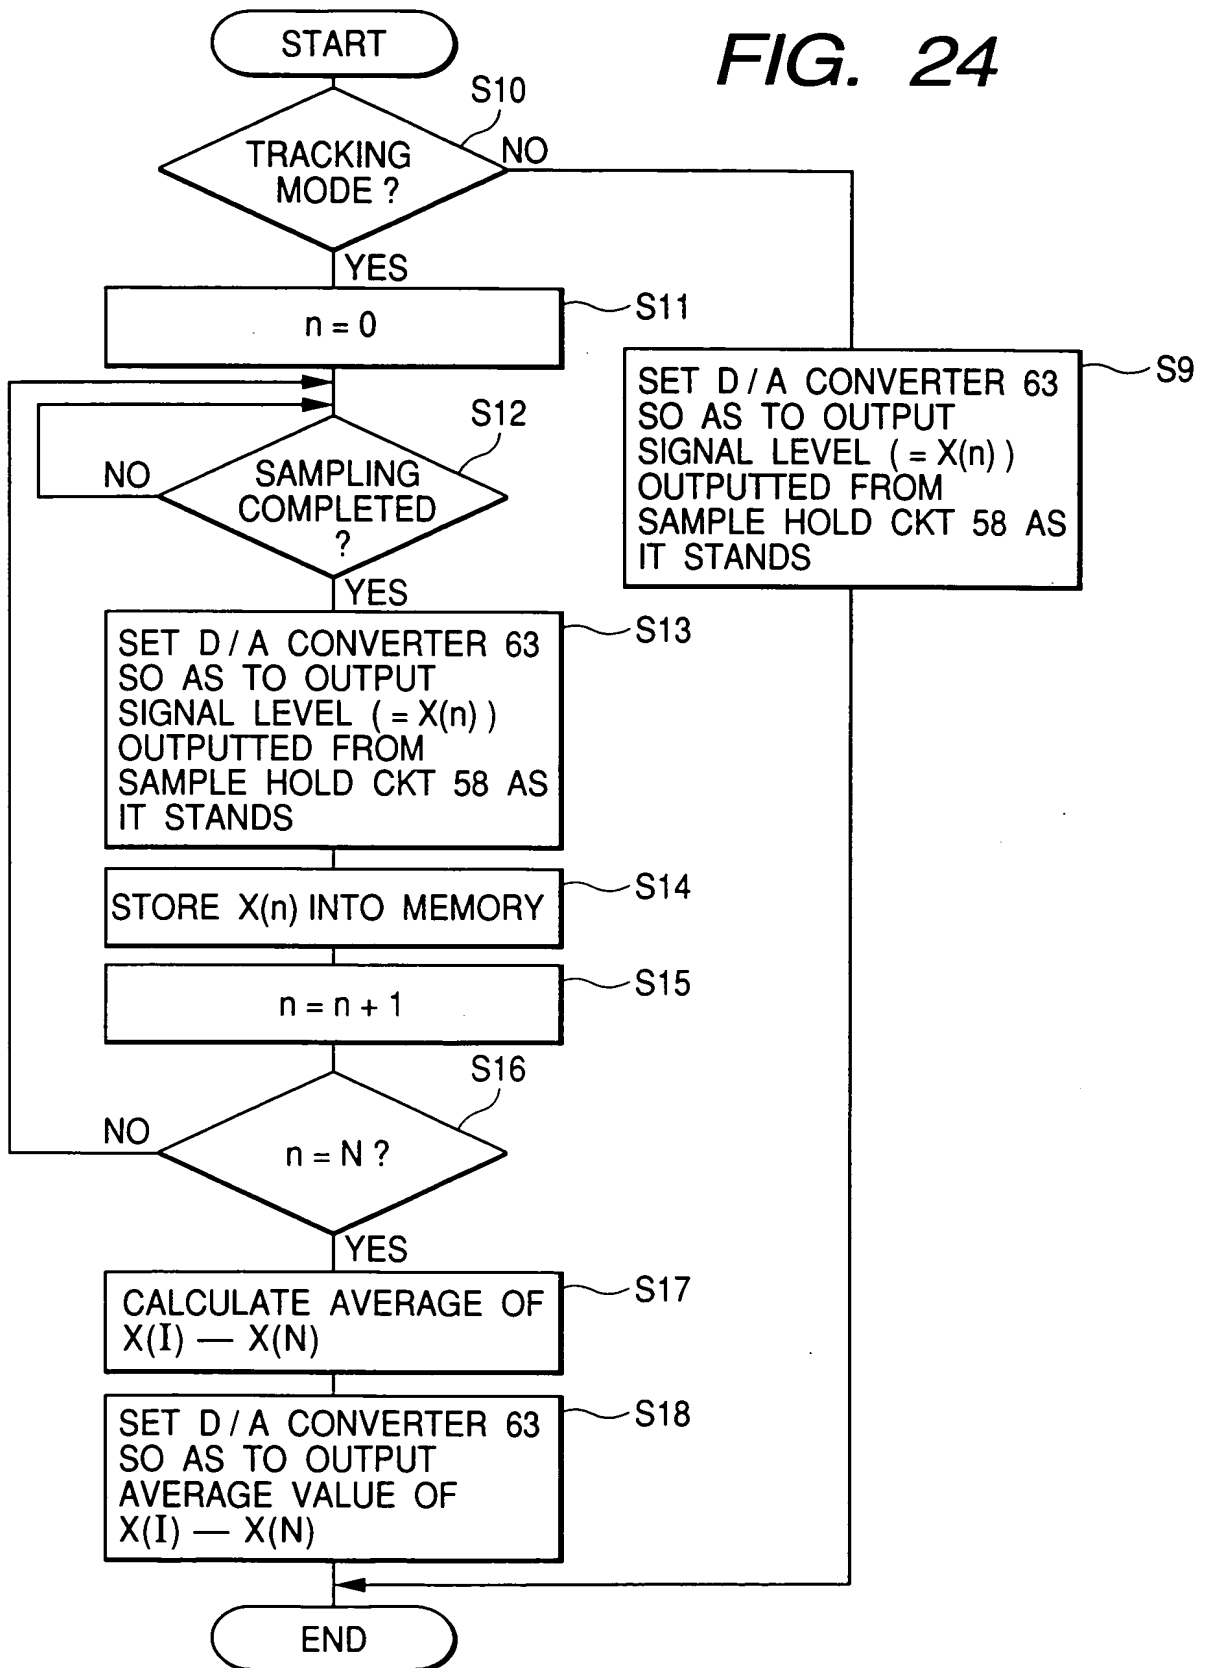 FIG. 24
START
S10
TRACKING
MODE ?
NO
YES
S11
n = 0
S9
SET D / A CONVERTER 63
SO AS TO OUTPUT
SIGNAL LEVEL ( = X(n) )
OUTPUTTED FROM
SAMPLE HOLD CKT 58 AS
IT STANDS
S12
NO
SAMPLING
COMPLETED
?
YES
S13
SET D / A CONVERTER 63
SO AS TO OUTPUT
SIGNAL LEVEL ( = X(n) )
OUTPUTTED FROM
SAMPLE HOLD CKT 58 AS
IT STANDS
S14
STORE X(n) INTO MEMORY
S15
n = n + 1
S16
NO
n = N ?
YES
S17
CALCULATE AVERAGE OF
X(I) — X(N)
S18
SET D / A CONVERTER 63
SO AS TO OUTPUT
AVERAGE VALUE OF
X(I) — X(N)
END